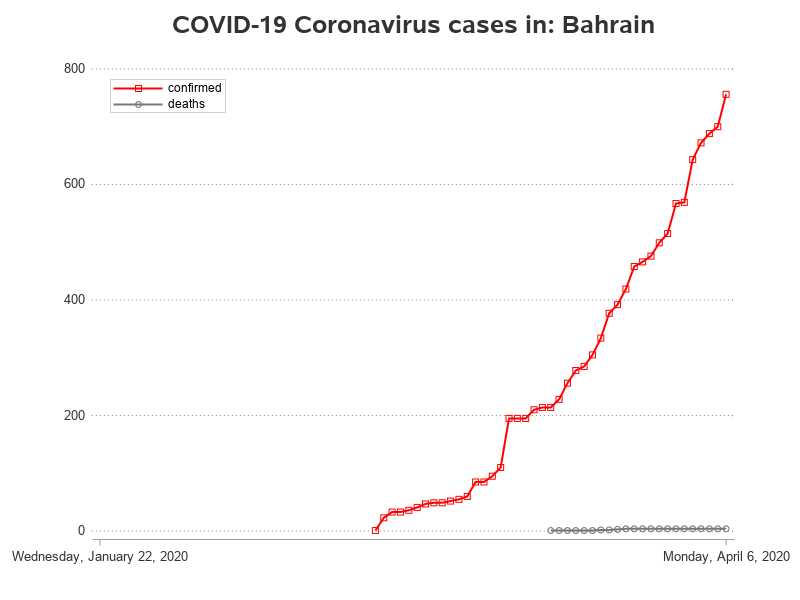 COVID-19 Coronavirus cases in: Bahrain
800
confirmed
deaths
600
400
200
0
Wednesday, January 22, 2020 Monday, April 6, 2020